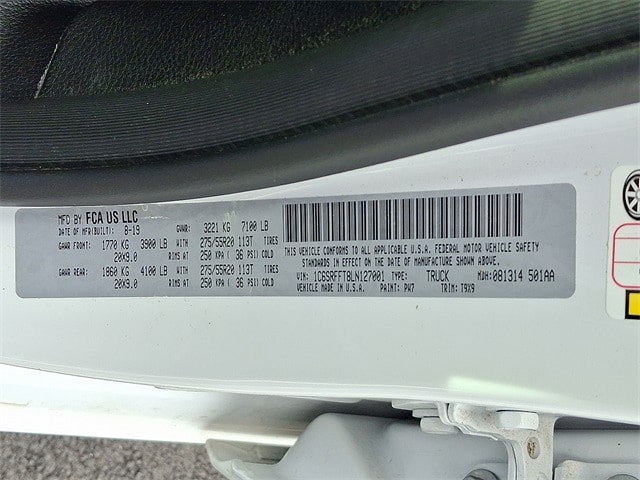 MFD BY FCA US LLC
DATE OF MFR(BUILT): 8-19 GVWR: 3221 KG 7100 LB
GAWR FRONT: 1770 KG 3900 LB WITH 275/55R20 113T TIRES
20X9.0 RIMS AT 250 KPA( 36 PSI) COLD
GAWR REAR: 1860 KG 4100 LB WITH 275/55R20 113T TIRES
20X9.0 RIMS AT 250 KPA( 36 PSI) COLD
THIS VEHICLE CONFORMS TO ALL APPLICABLE U.S.A. FEDERAL MOTOR VEHICLE SAFETY
STANDARDS IN EFFECT ON THE DATE OF MANUFACTURE SHOWN ABOVE.
VIN: 1C6SRFFT8LN127001 TYPE: TRUCK MDH: 081314 501AA
VEHICLE MADE IN U.S.A. PAINT: PW7 TRIM: T9X9